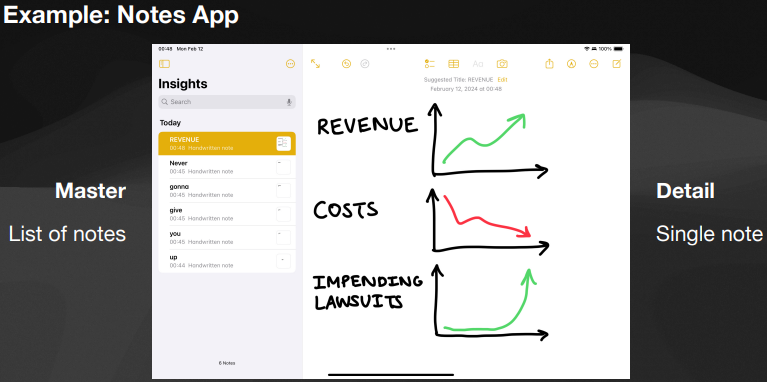 Example: Notes App
Master
List of notes
00:48 Mon Feb 12
Insights
Search
Today
REVENUE
00:48 Handwritten note
Never
00:45 Handwritten note
gonna
00:45 Handwritten note
give
00:45 Handwritten note
you
00:45 Handwritten note
up
00:44 Handwritten note
6 Notes
100%
Aa
Suggested Title: REVENUE Edit
February 12, 2024 at 00:48
REVENUE
COSTS
IMPENDING
LAWSUITS
Detail
Single note